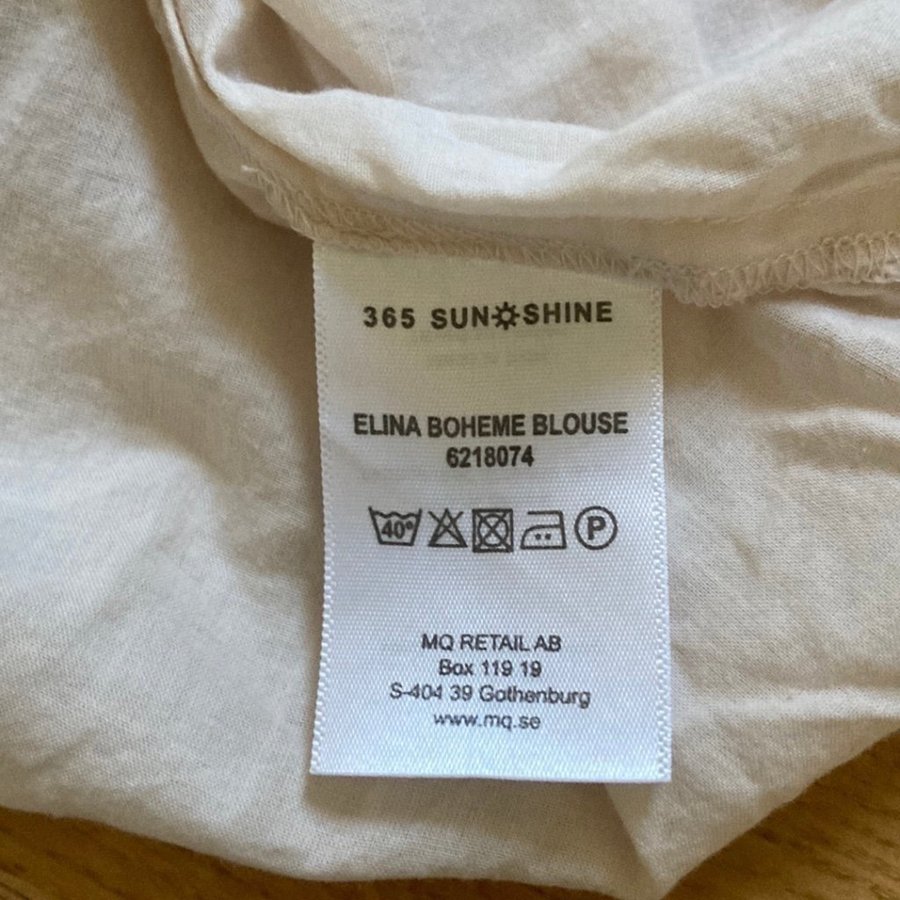 365 SUN☼SHINE
ELINA BOHEME BLOUSE
6218074
40°
P
MQ RETAIL AB
Box 119 19
S-404 39 Gothenburg
www.mq.se